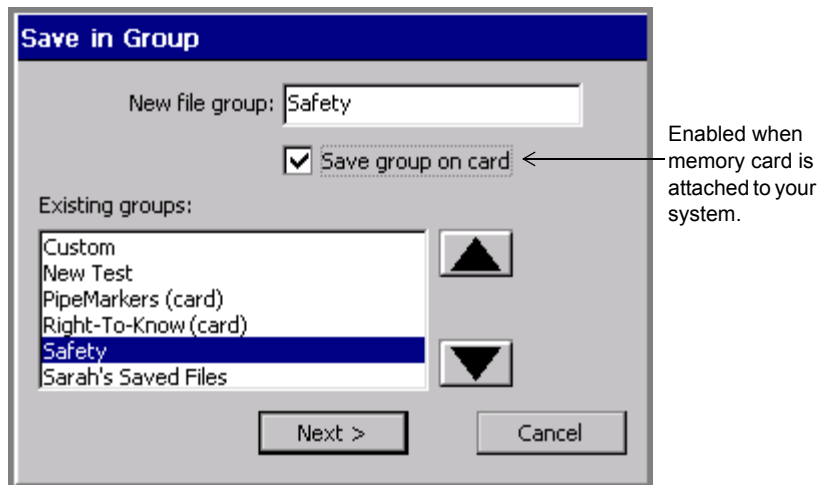 Save in Group
New file group: Safety
Save group on card
Enabled when
memory card is
attached to your
system.
Existing groups:
Custom
New Test
PipeMarkers (card)
Right-To-Know (card)
Safety
Sarah's Saved Files
Next >
Cancel